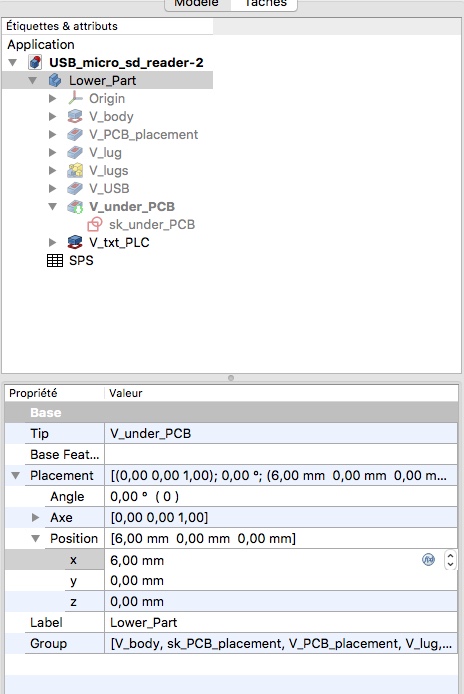 Modèle Tâches
Étiquettes & attributs
Application
USB_micro_sd_reader-2
Lower_Part
Origin
V_body
V_PCB_placement
V_lug
V_lugs
V_USB
V_under_PCB
sk_under_PCB
V_txt_PLC
SPS
Propriété Valeur
Base
Tip V_under_PCB
Base Feat...
Placement [(0,00 0,00 1,00); 0,00 °; (6,00 mm 0,00 mm 0,00 m...
Angle 0,00 ° ( 0 )
Axe [0,00 0,00 1,00]
Position [6,00 mm 0,00 mm 0,00 mm]
x 6,00 mm f(x)
y 0,00 mm
z 0,00 mm
Label Lower_Part
Group [V_body, sk_PCB_placement, V_PCB_placement, V_lug,...